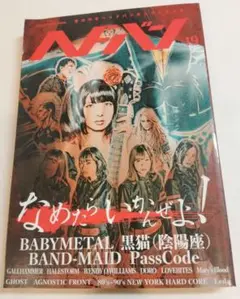 ヘドバン
19
なめたらいかんぜよ!
BABYMETAL 黒猫(陰陽座)
BAND-MAID PassCode
GALLHAMMER HALESTORM WENDY O WILLIAMS DORO LOVEBITES Mary's Blood
GHOST AGNOSTIC FRONT 80's-90's NEW YORK HARD CORE